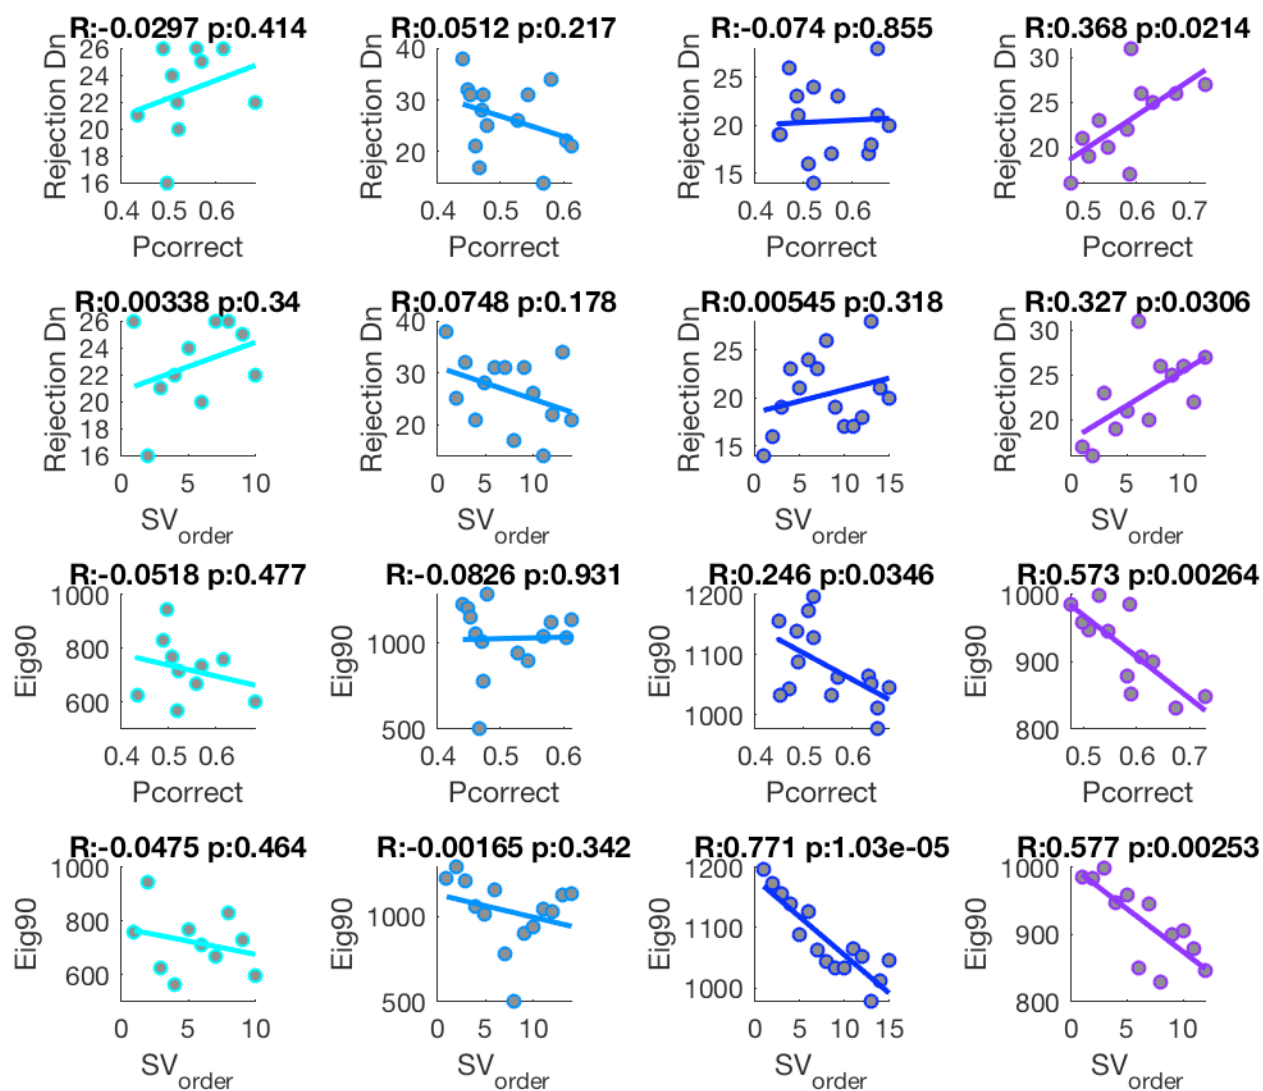 R:-0.0297 p:0.414 R:0.0512 p:0.217 R:-0.074 p:0.855 R:0.368 p:0.0214
Rejection Dn 26 24 22 20 18 16 Rejection Dn 40 30 20 Rejection Dn 25 20 15 Rejection Dn 30 25 20
0.4 0.5 0.6 0.4 0.5 0.6 0.4 0.6 0.5 0.6 0.7
Pcorrect Pcorrect Pcorrect Pcorrect
R:0.00338 p:0.34 R:0.0748 p:0.178 R:0.00545 p:0.318 R:0.327 p:0.0306
Rejection Dn 26 24 22 20 18 16 Rejection Dn 40 30 20 Rejection Dn 25 20 15 Rejection Dn 30 25 20
0 5 10 0 5 10 0 5 10 15 0 5 10
SVorder SVorder SVorder SVorder
R:-0.0518 p:0.477 R:-0.0826 p:0.931 R:0.246 p:0.0346 R:0.573 p:0.00264
Eig90 1000 800 600 Eig90 1000 500 Eig90 1200 1100 1000 Eig90 1000 900 800
0.4 0.5 0.6 0.4 0.5 0.6 0.4 0.6 0.5 0.6 0.7
Pcorrect Pcorrect Pcorrect Pcorrect
R:-0.0475 p:0.464 R:-0.00165 p:0.342 R:0.771 p:1.03e-05 R:0.577 p:0.00253
Eig90 1000 800 600 Eig90 1000 500 Eig90 1200 1100 1000 Eig90 1000 900 800
0 5 10 0 5 10 0 5 10 15 0 5 10
SVorder SVorder SVorder SVorder